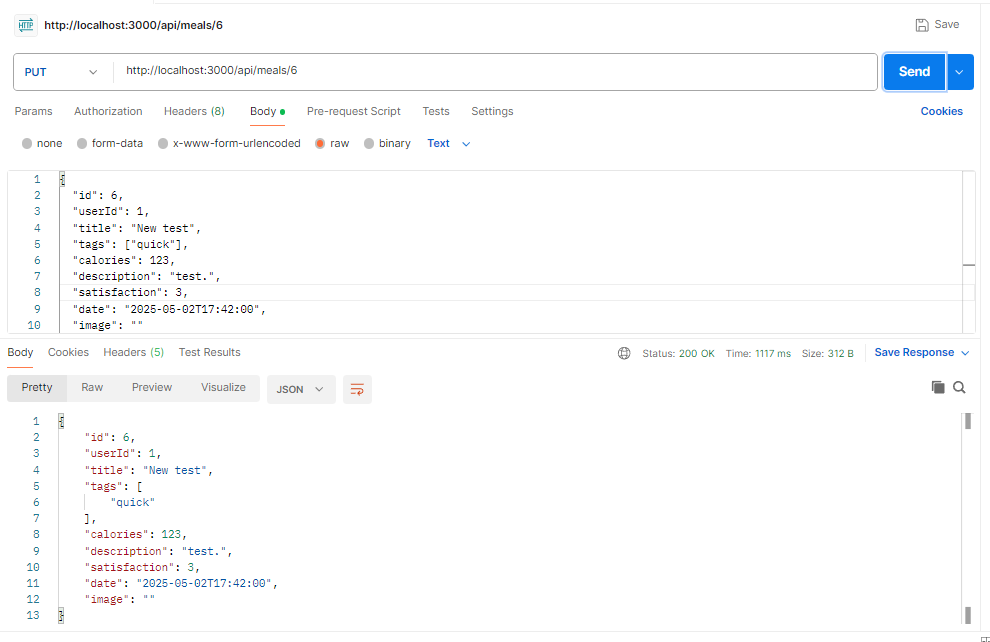 HTTP http://localhost:3000/api/meals/6 Save
PUT http://localhost:3000/api/meals/6 Send
Params Authorization Headers (8) Body Pre-request Script Tests Settings Cookies
none form-data x-www-form-urlencoded raw binary Text
1 {
2 "id": 6,
3 "userId": 1,
4 "title": "New test",
5 "tags": ["quick"],
6 "calories": 123,
7 "description": "test.",
8 "satisfaction": 3,
9 "date": "2025-05-02T17:42:00",
10 "image": ""
Body Cookies Headers (5) Test Results Status: 200 OK Time: 1117 ms Size: 312 B Save Response
Pretty Raw Preview Visualize JSON
1 {
2 "id": 6,
3 "userId": 1,
4 "title": "New test",
5 "tags": [
6 "quick"
7 ],
8 "calories": 123,
9 "description": "test.",
10 "satisfaction": 3,
11 "date": "2025-05-02T17:42:00",
12 "image": ""
13 }